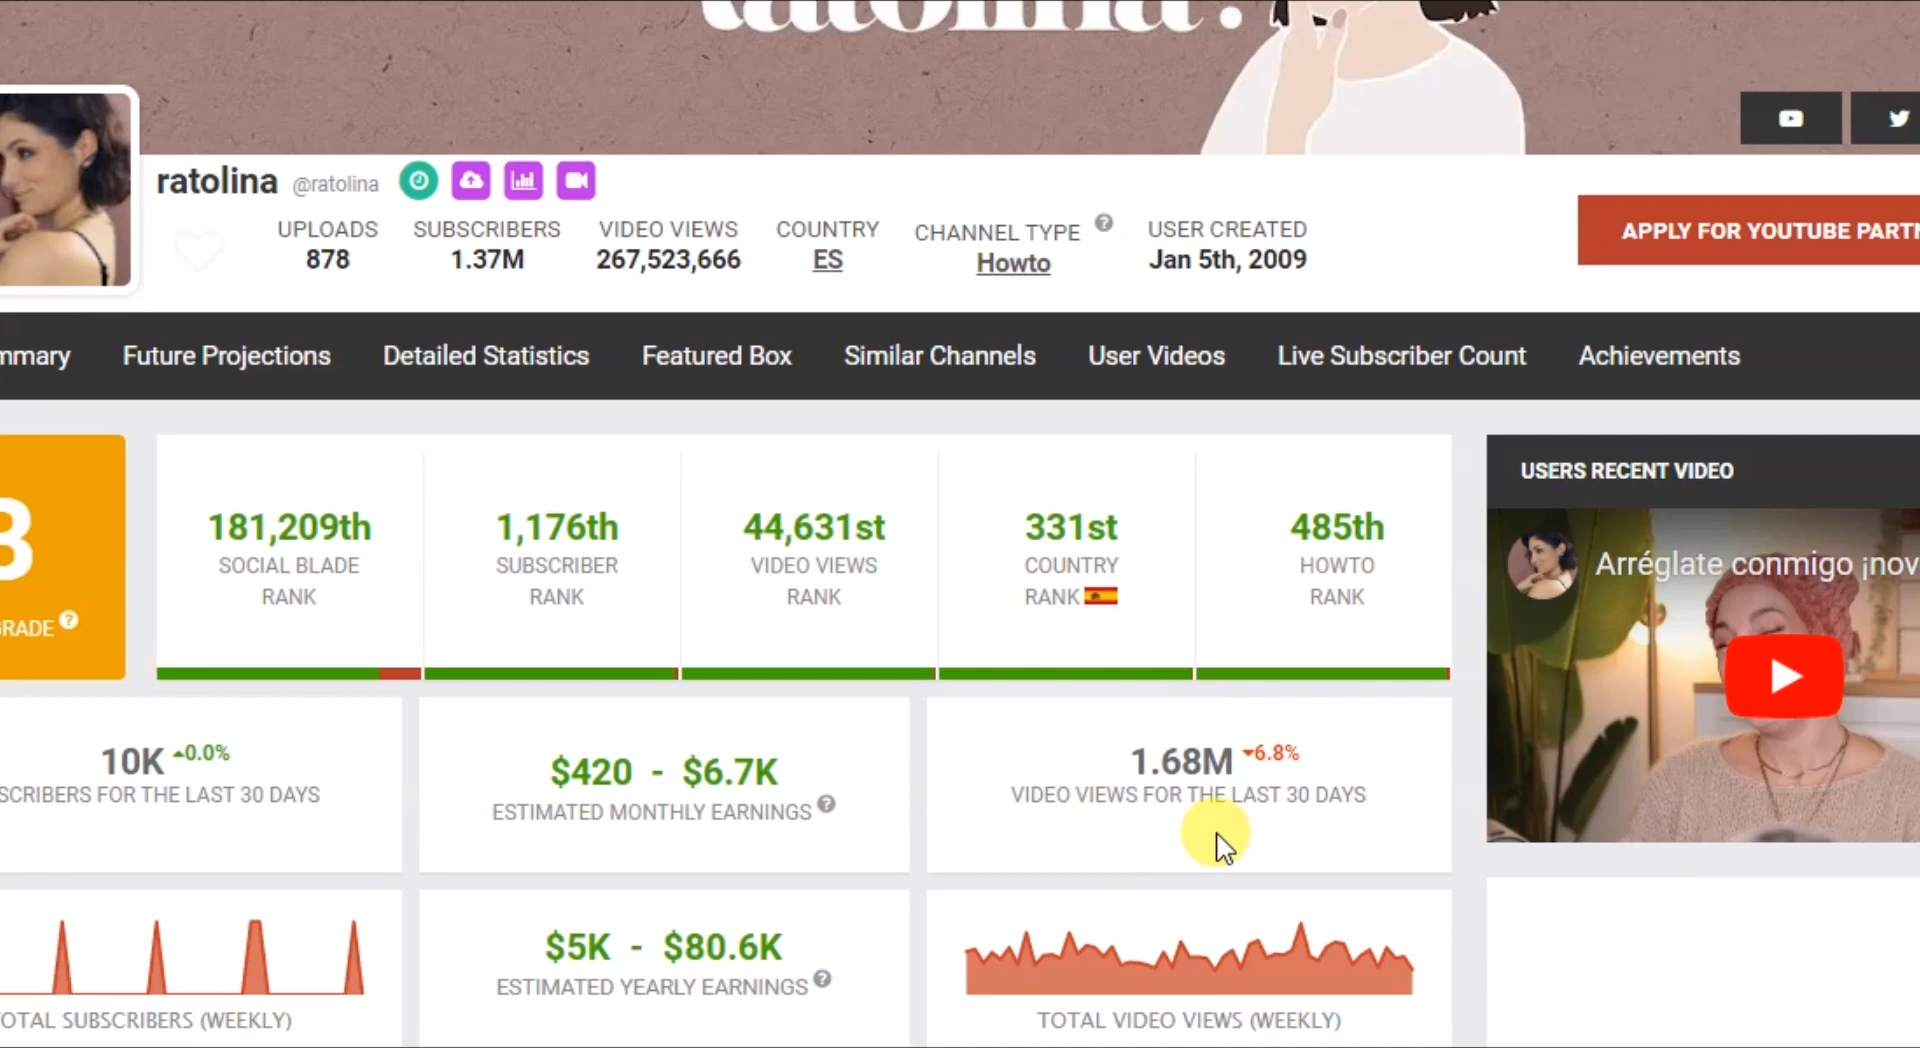 ratolina?
ratolina @ratolina
UPLOADS
878
SUBSCRIBERS
1.37M
VIDEO VIEWS
267,523,666
COUNTRY
ES
CHANNEL TYPE ?
Howto
USER CREATED
Jan 5th, 2009
APPLY FOR YOUTUBE PARTN
mmary
Future Projections
Detailed Statistics
Featured Box
Similar Channels
User Videos
Live Subscriber Count
Achievements
GRADE ?
181,209th
SOCIAL BLADE
RANK
1,176th
SUBSCRIBER
RANK
44,631st
VIDEO VIEWS
RANK
331st
COUNTRY
RANK
485th
HOWTO
RANK
USERS RECENT VIDEO
Arréglate conmigo ¡nov
10K 0.0%
SCRIBERS FOR THE LAST 30 DAYS
$420 - $6.7K
ESTIMATED MONTHLY EARNINGS ?
1.68M 6.8%
VIDEO VIEWS FOR THE LAST 30 DAYS
OTAL SUBSCRIBERS (WEEKLY)
$5K - $80.6K
ESTIMATED YEARLY EARNINGS ?
TOTAL VIDEO VIEWS (WEEKLY)